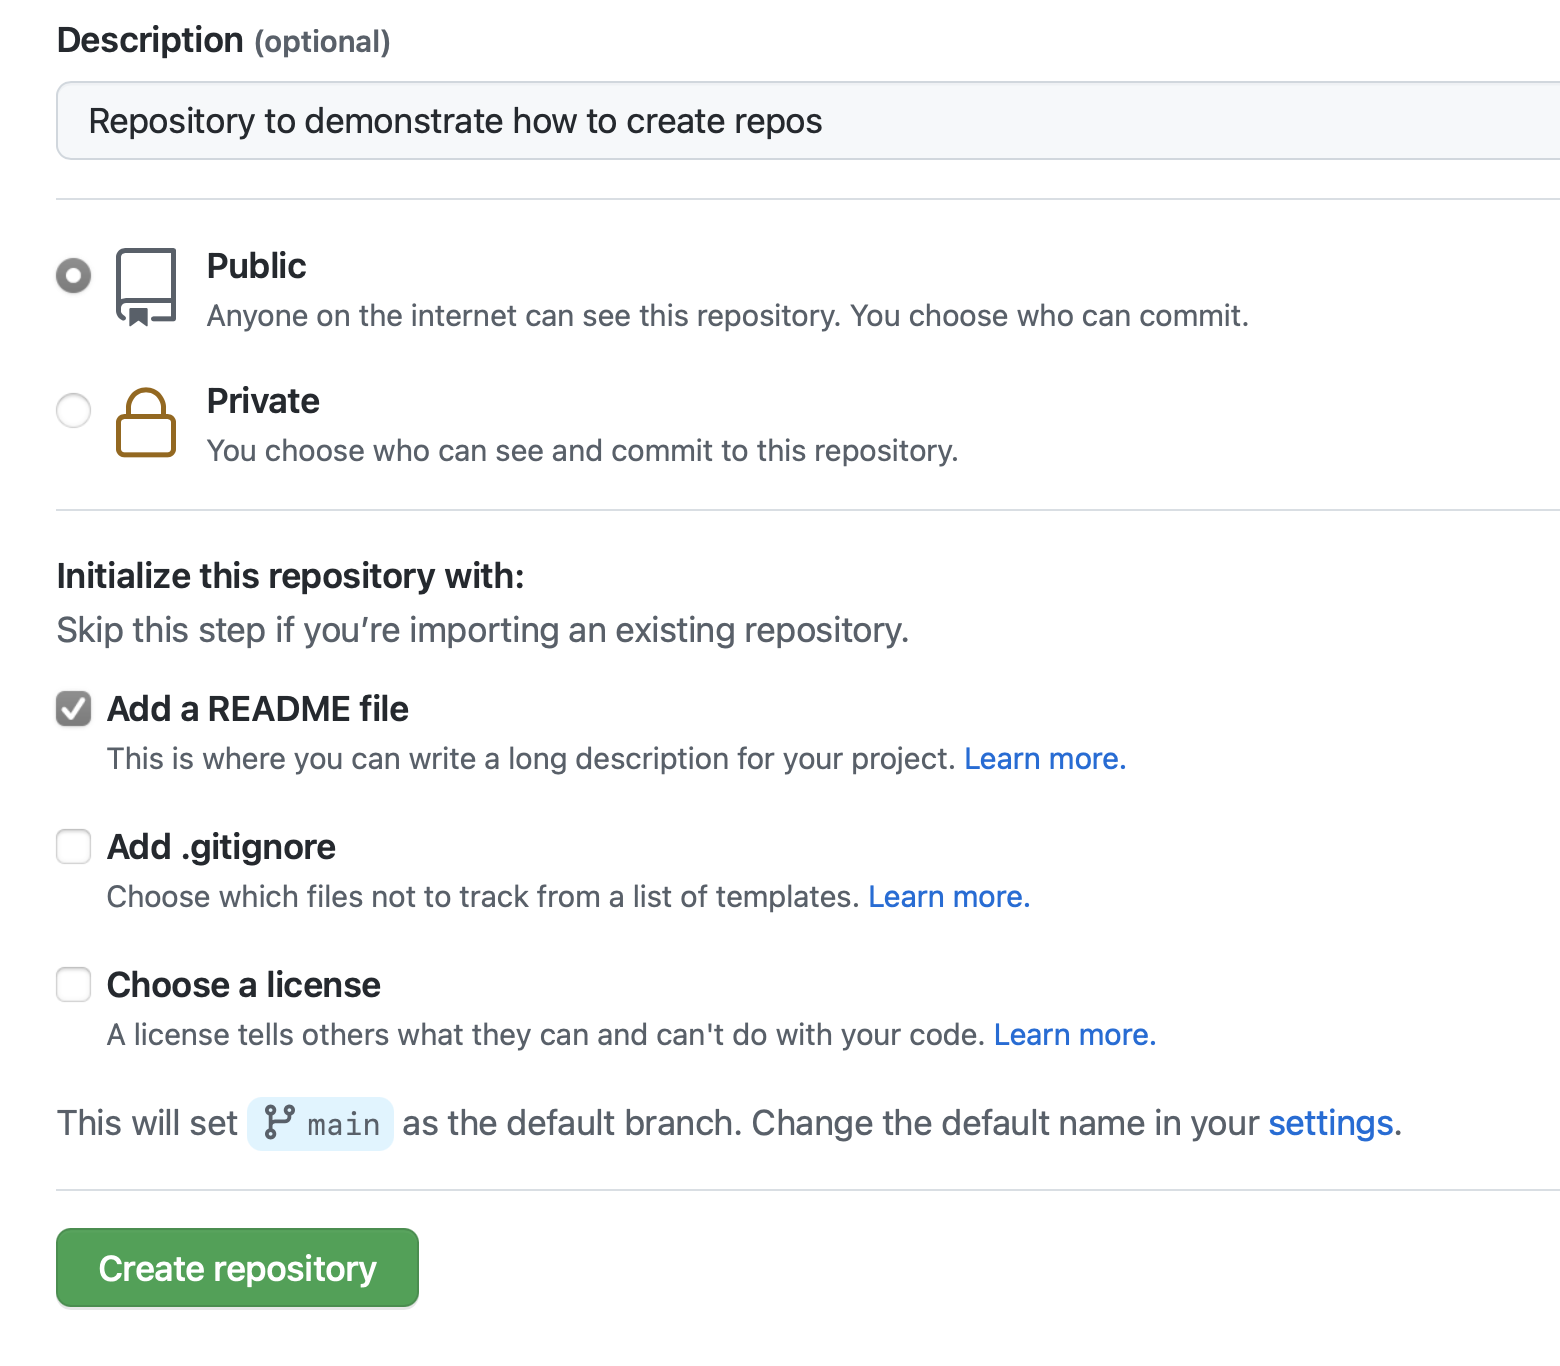 Description (optional)
Repository to demonstrate how to create repos
Public
Anyone on the internet can see this repository. You choose who can commit.
Private
You choose who can see and commit to this repository.
Initialize this repository with:
Skip this step if you’re importing an existing repository.
Add a README file
This is where you can write a long description for your project. Learn more.
Add .gitignore
Choose which files not to track from a list of templates. Learn more.
Choose a license
A license tells others what they can and can't do with your code. Learn more.
This will set main as the default branch. Change the default name in your settings.
Create repository